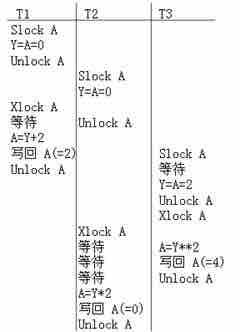 T1 T2 T3
Slock A
Y=A=0
Unlock A
Slock A
Y=A=0
Xlock A
等待 Unlock A
A=Y+2
写回 A(=2) Slock A
Unlock A 等待
Y=A=2
Unlock A
Xlock A
Xlock A
等待 A=Y**2
等待 写回 A(=4)
等待 Unlock A
A=Y*2
写回 A(=0)
Unlock A